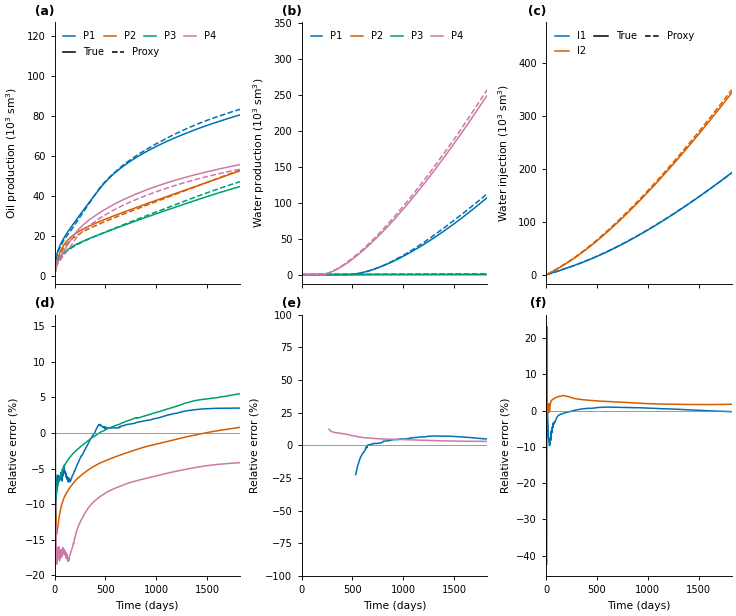 (a)
P1 P2 P3 P4
True Proxy
Oil production (10³ sm³)
120
100
80
60
40
20
0
(b)
P1 P2 P3 P4
Water production (10³ sm³)
350
300
250
200
150
100
50
0
(c)
I1 True Proxy
I2
Water injection (10³ sm³)
400
300
200
100
0
(d)
Relative error (%)
15
10
5
0
−5
−10
−15
−20
0 500 1000 1500
Time (days)
(e)
Relative error (%)
100
75
50
25
0
−25
−50
−75
−100
0 500 1000 1500
Time (days)
(f)
Relative error (%)
20
10
0
−10
−20
−30
−40
0 500 1000 1500
Time (days)